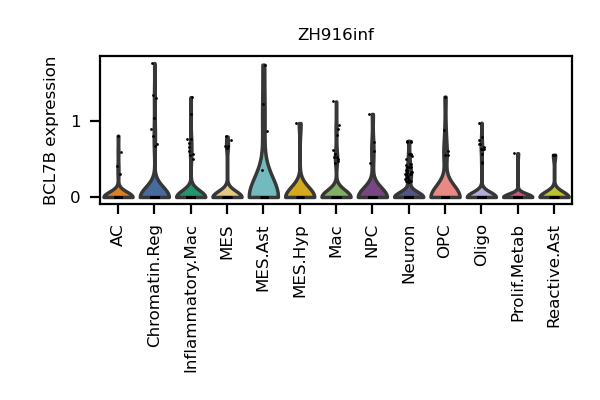 ZH916inf
BCL7B expression
1
0
AC
Chromatin.Reg
Inflammatory.Mac
MES
MES.Ast
MES.Hyp
Mac
NPC
Neuron
OPC
Oligo
Prolif.Metab
Reactive.Ast